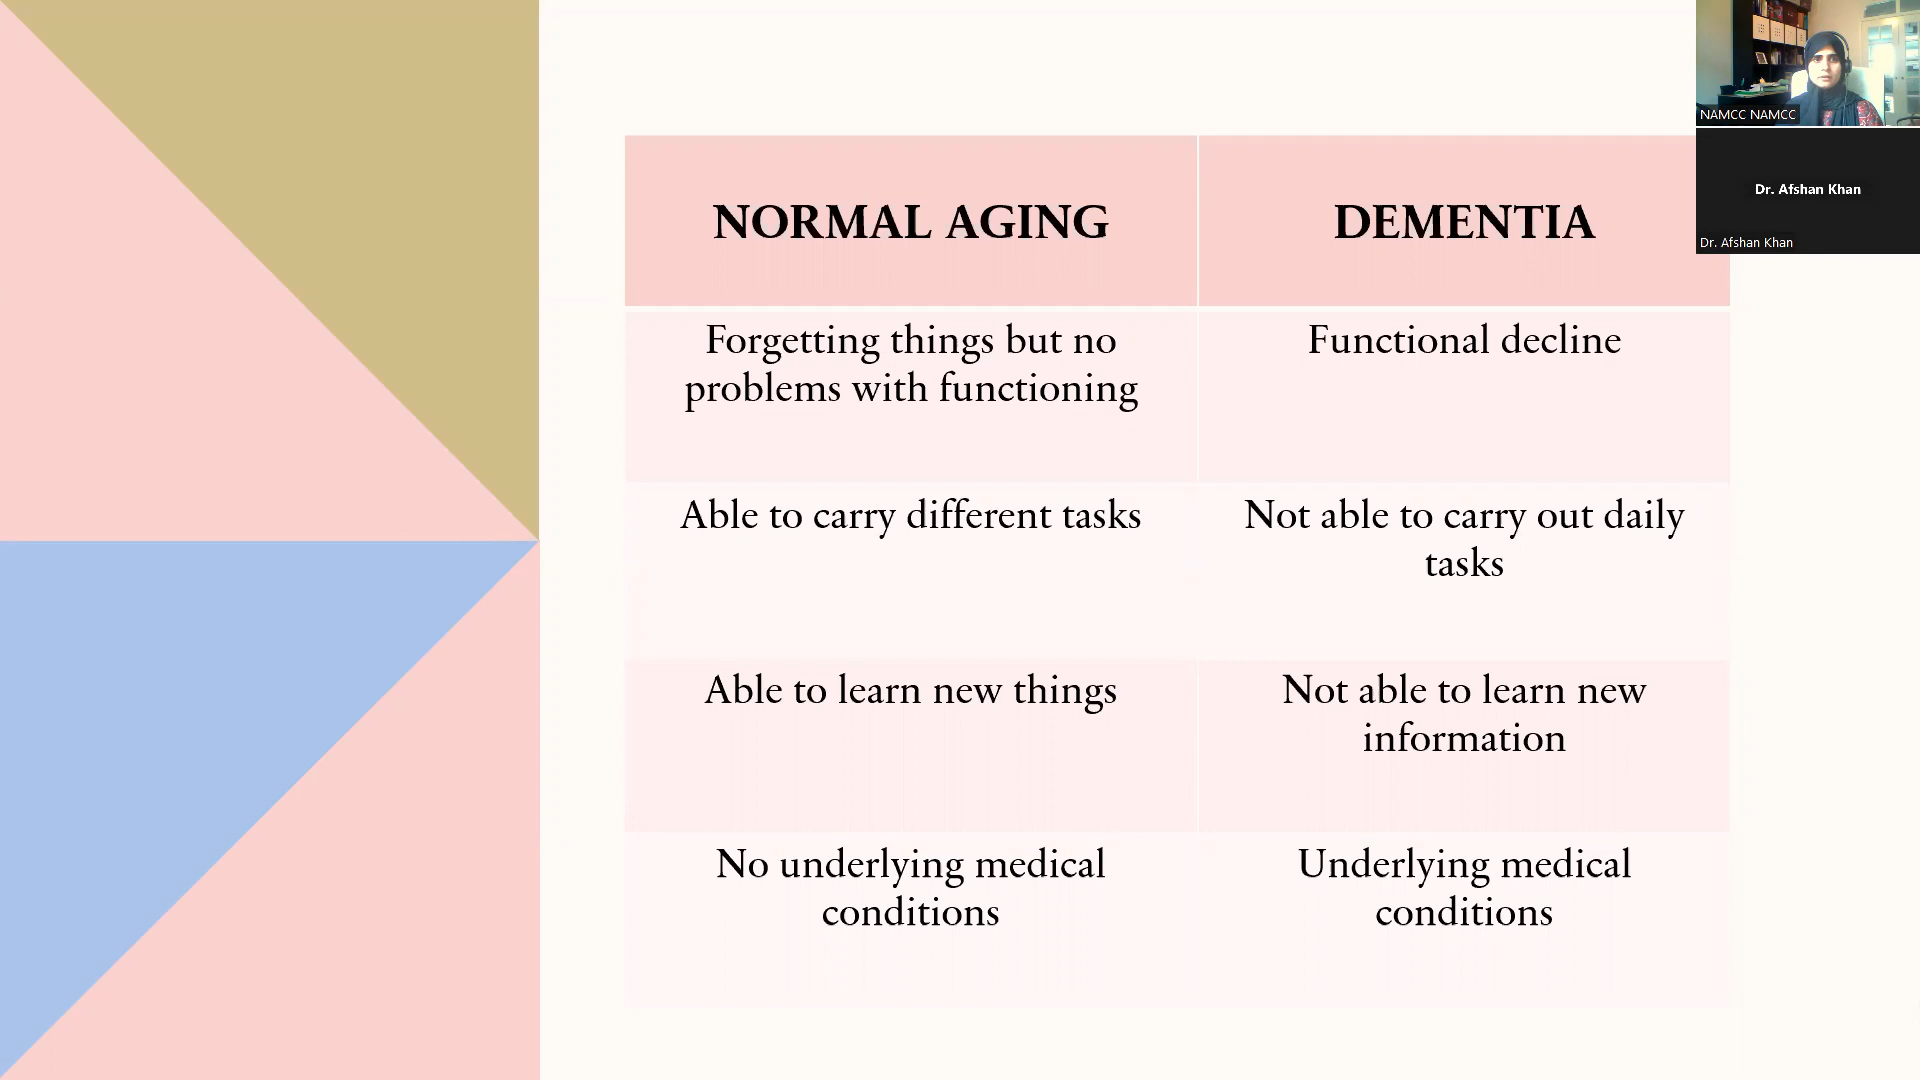 NORMAL AGING
DEMENTIA
Forgetting things but no
problems with functioning
Functional decline
Able to carry different tasks
Not able to carry out daily
tasks
Able to learn new things
Not able to learn new
information
No underlying medical
conditions
Underlying medical
conditions
NAMCC NAMCC
Dr. Afshan Khan
Dr. Afshan Khan